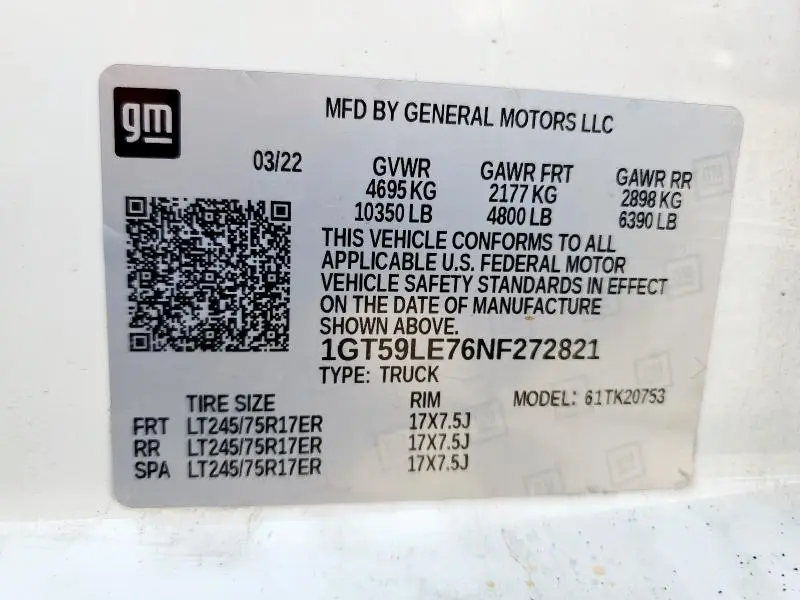 gm
MFD BY GENERAL MOTORS LLC
03/22 GVWR GAWR FRT GAWR RR
4695 KG 2177 KG 2898 KG
10350 LB 4800 LB 6390 LB
THIS VEHICLE CONFORMS TO ALL
APPLICABLE U.S. FEDERAL MOTOR
VEHICLE SAFETY STANDARDS IN EFFECT
ON THE DATE OF MANUFACTURE
SHOWN ABOVE.
1GT59LE76NF272821
TYPE: TRUCK
TIRE SIZE RIM MODEL: 61TK20753
FRT LT245/75R17ER 17X7.5J
RR LT245/75R17ER 17X7.5J
SPA LT245/75R17ER 17X7.5J